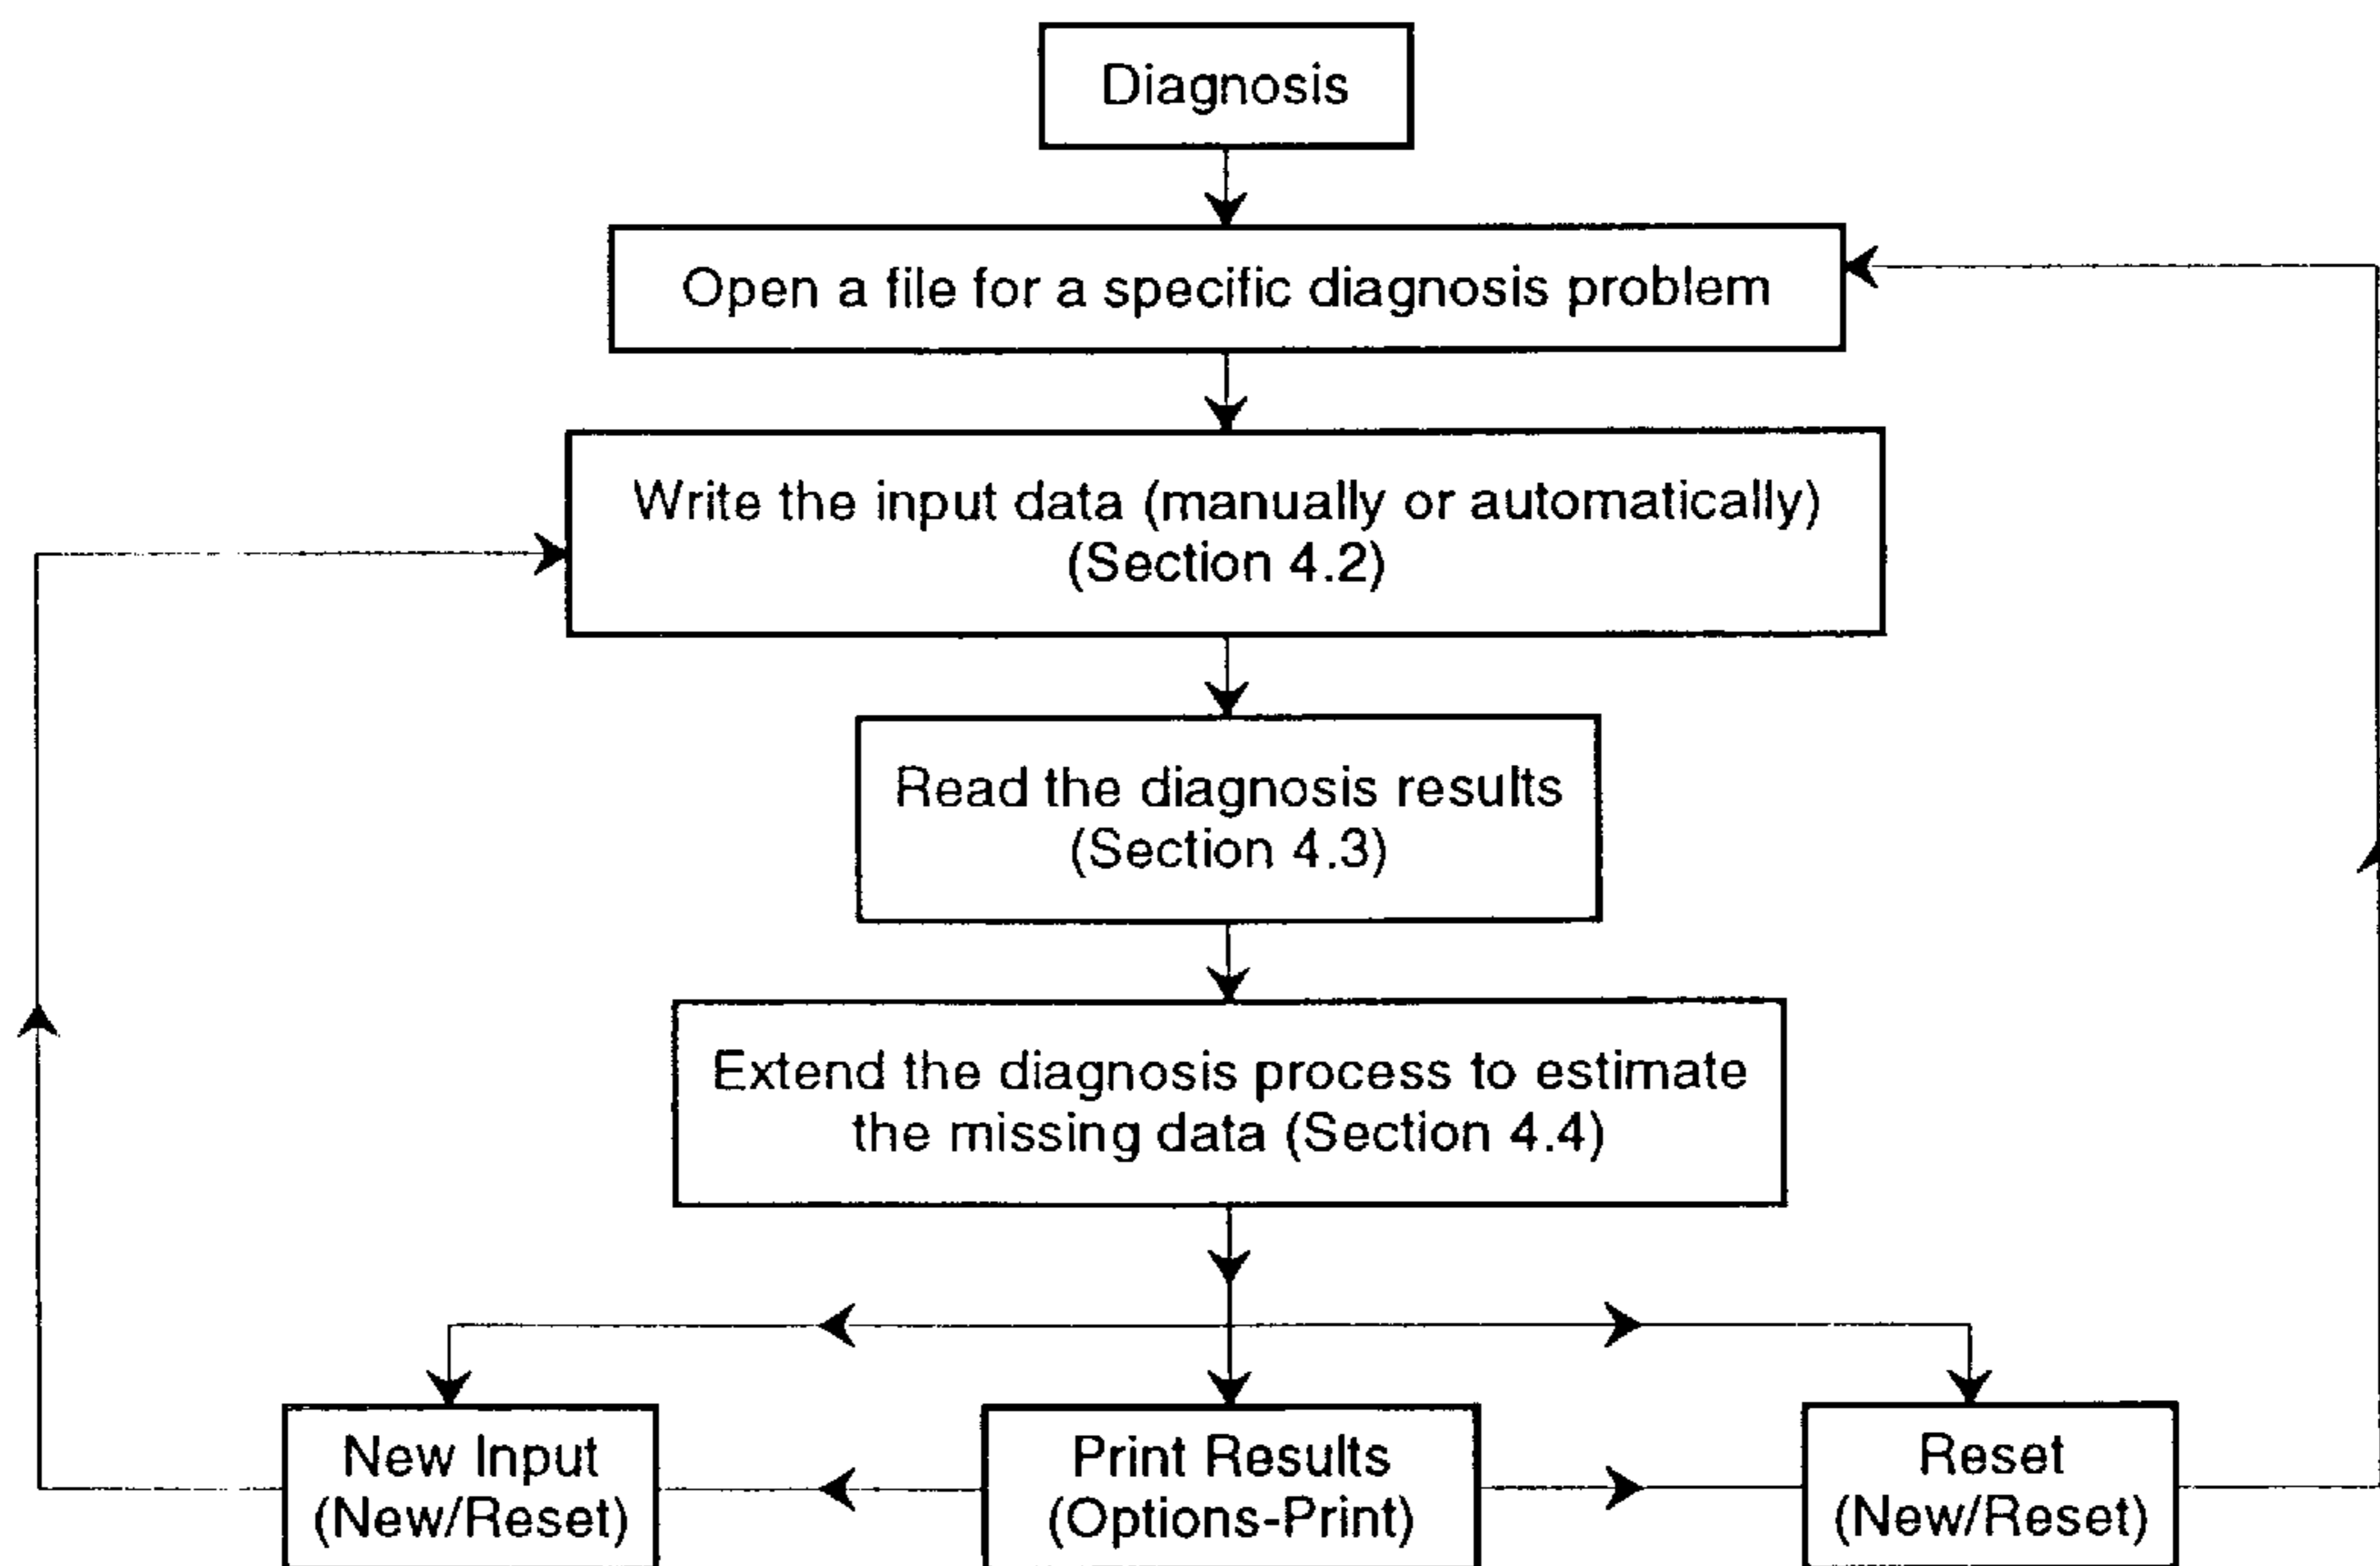 Diagnosis
Open a file for a specific diagnosis problem
Write the input data (manually or automatically)
(Section 4.2)
Read the diagnosis results
(Section 4.3)
Extend the diagnosis process to estimate
the missing data (Section 4.4)
New Input
(New/Reset)
Print Results
(Options-Print)
Reset
(New/Reset)